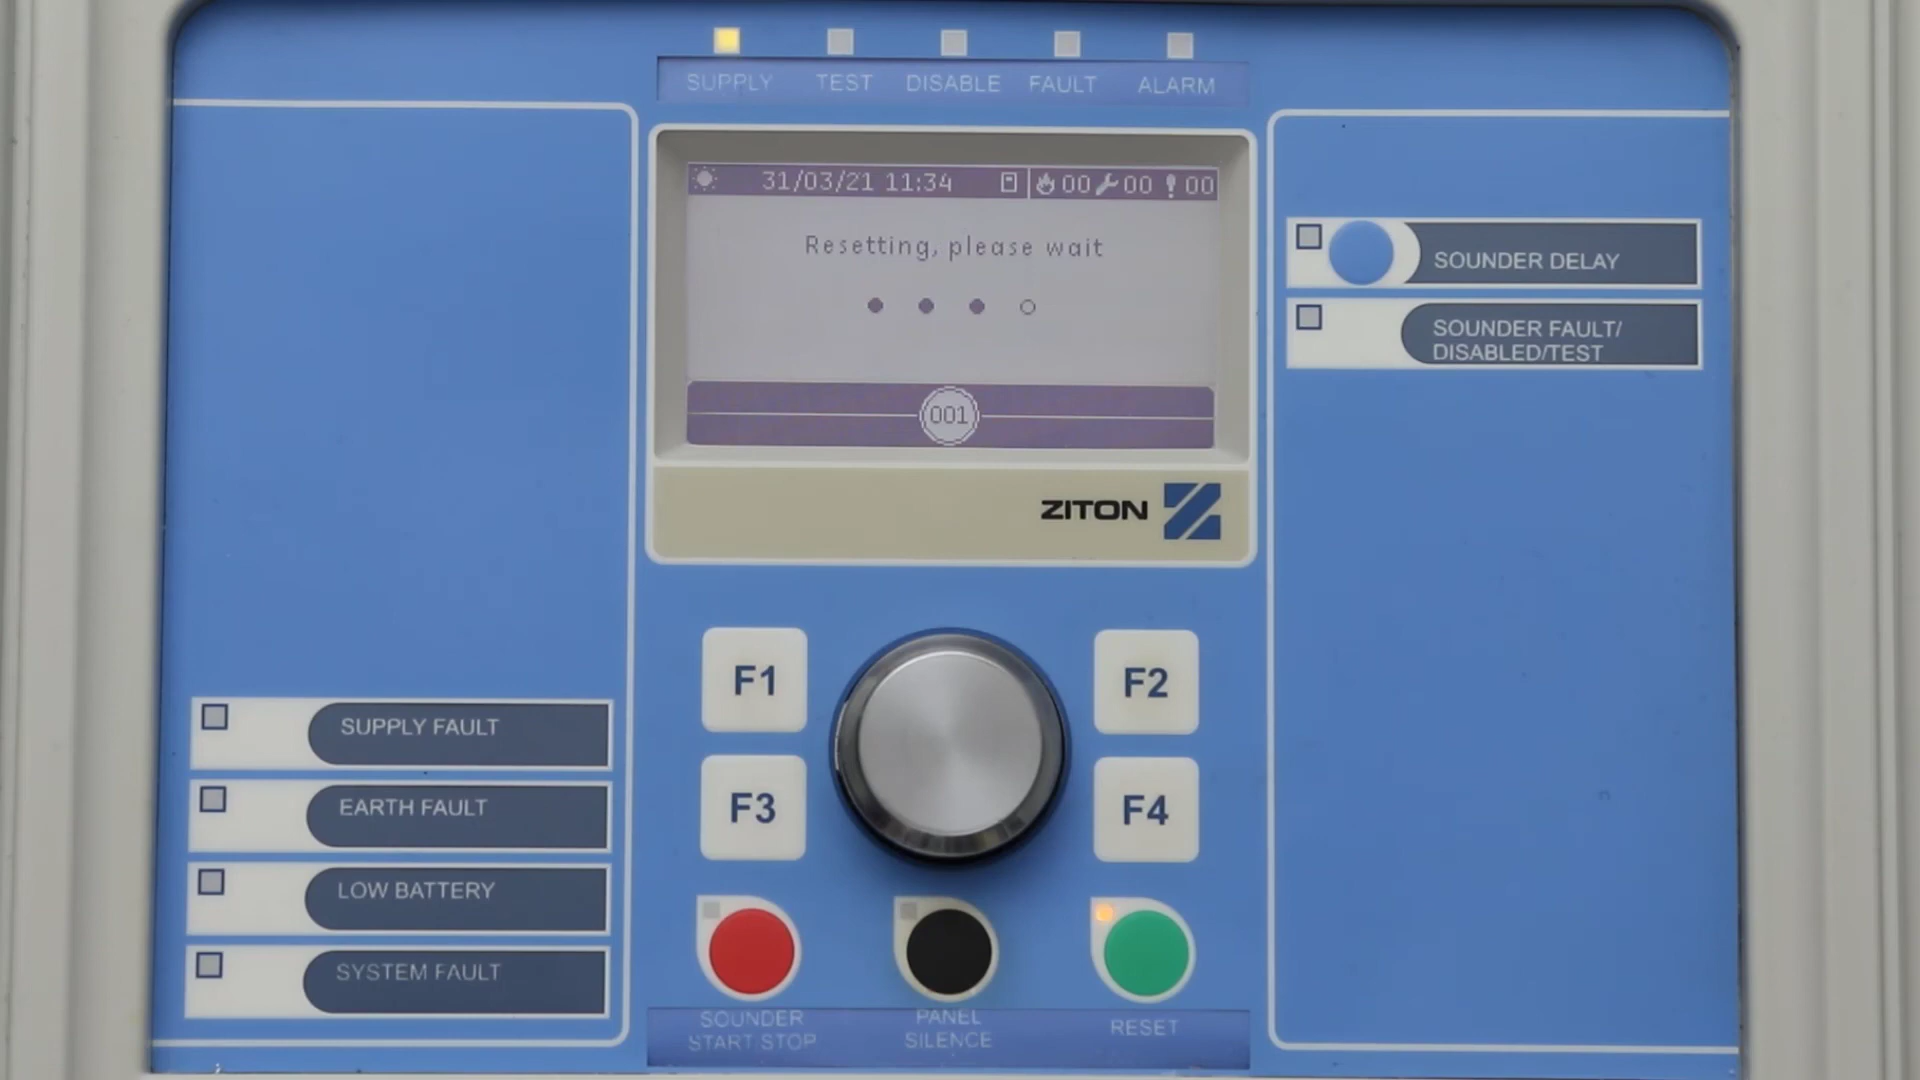 SUPPLY TEST DISABLE FAULT ALARM
31/03/21 11:34 00 00 00
Resetting, please wait
001
ZITON
SOUNDER DELAY
SOUNDER FAULT/
DISABLED/TEST
F1 F2
F3 F4
SUPPLY FAULT
EARTH FAULT
LOW BATTERY
SYSTEM FAULT
SOUNDER
START/STOP
PANEL
SILENCE
RESET